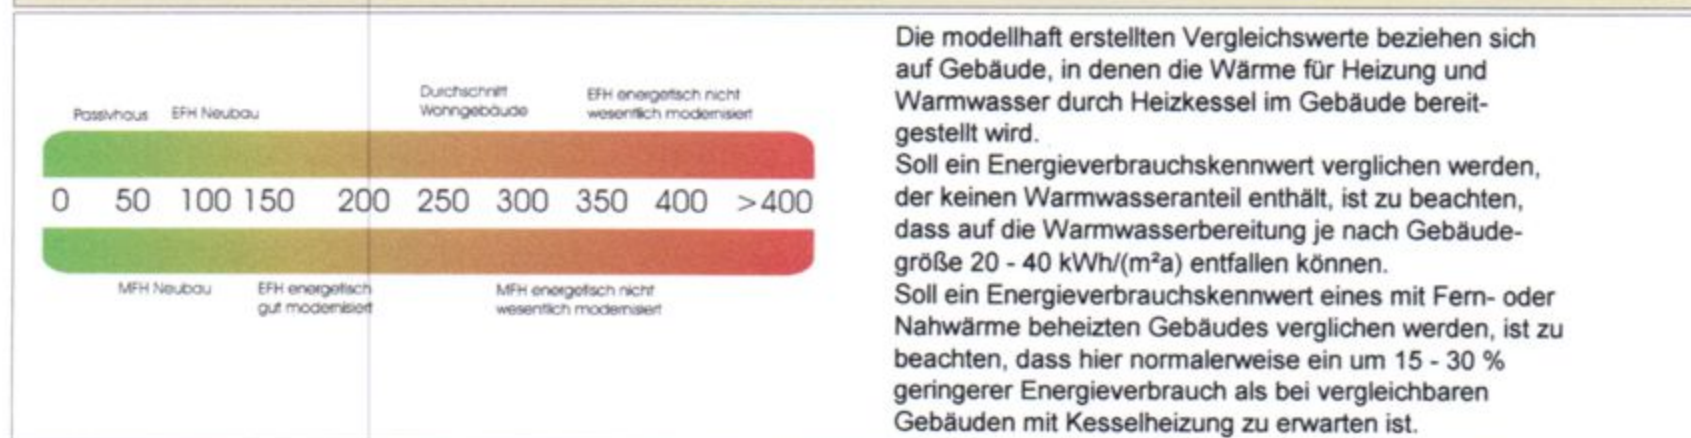 Passivhaus EFH Neubau Durchschnitt Wohngebäude EFH energetisch nicht wesentlich modernisiert
0 50 100 150 200 250 300 350 400 >400
MFH Neubau EFH energetisch gut modernisiert MFH energetisch nicht wesentlich modernisiert
Die modellhaft erstellten Vergleichswerte beziehen sich
auf Gebäude, in denen die Wärme für Heizung und
Warmwasser durch Heizkessel im Gebäude bereit-
gestellt wird.
Soll ein Energieverbrauchskennwert verglichen werden,
der keinen Warmwasseranteil enthält, ist zu beachten,
dass auf die Warmwasserbereitung je nach Gebäude-
größe 20 - 40 kWh/(m²a) entfallen können.
Soll ein Energieverbrauchskennwert eines mit Fern- oder
Nahwärme beheizten Gebäudes verglichen werden, ist zu
beachten, dass hier normalerweise ein um 15 - 30 %
geringerer Energieverbrauch als bei vergleichbaren
Gebäuden mit Kesselheizung zu erwarten ist.